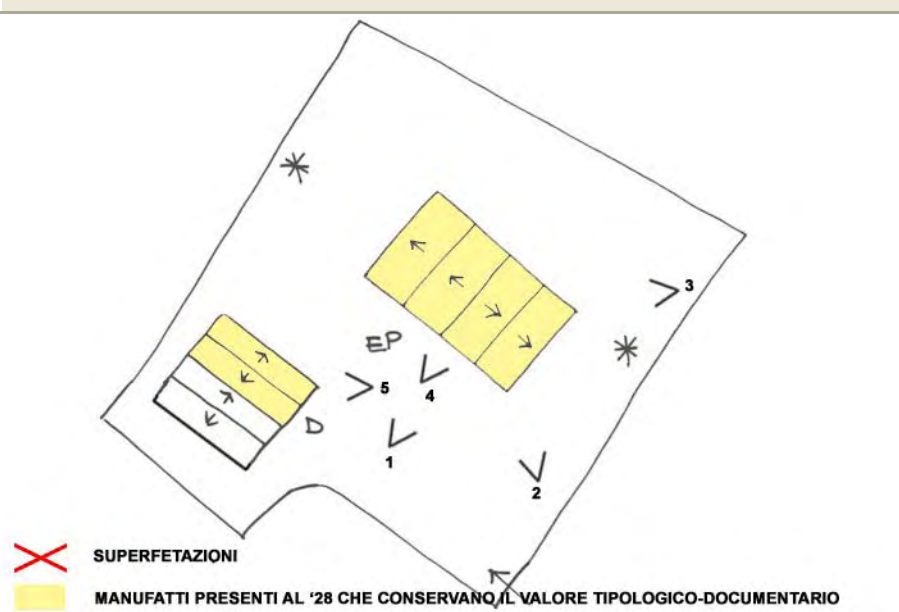 3
EP
5
4
D
1
2
SUPERFETAZIONI
MANUFATTI PRESENTI AL '28 CHE CONSERVANO IL VALORE TIPOLOGICO-DOCUMENTARIO